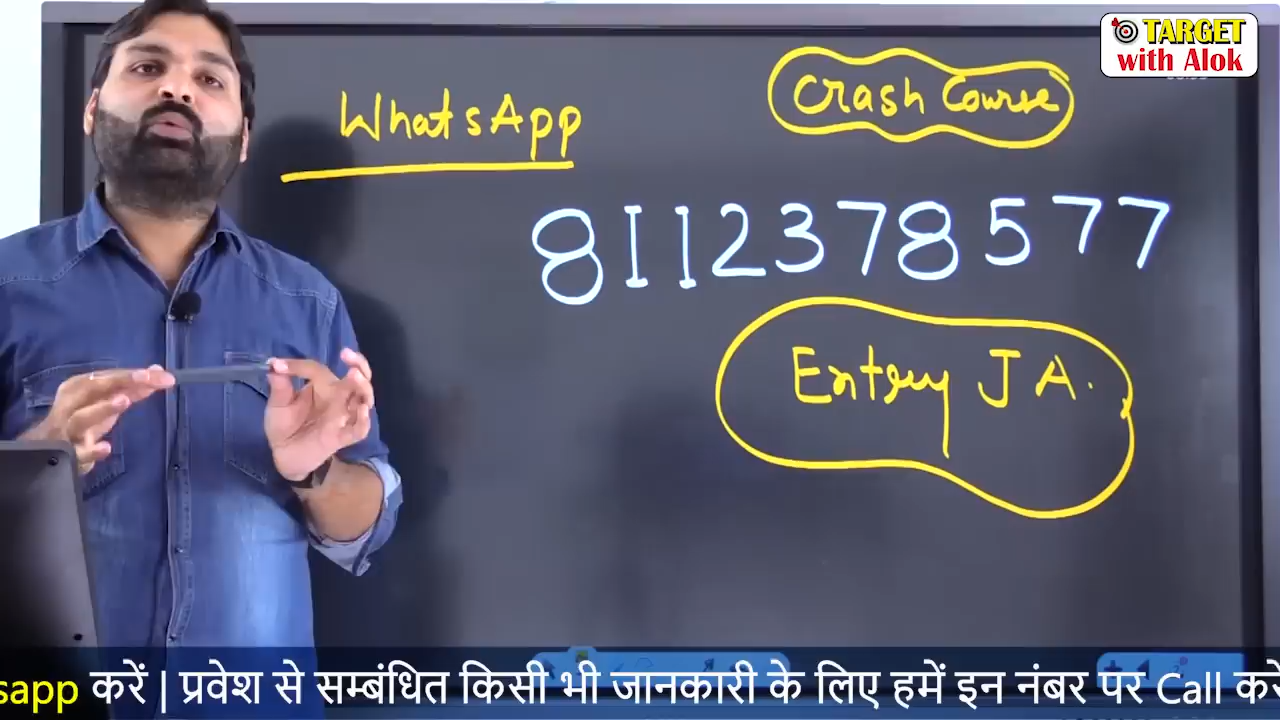 TARGET
with Alok
WhatsApp
Crash Course
8112378577
Entry JA.
sapp करें | प्रवेश से सम्बंधित किसी भी जानकारी के लिए हमें इन नंबर पर Call करे